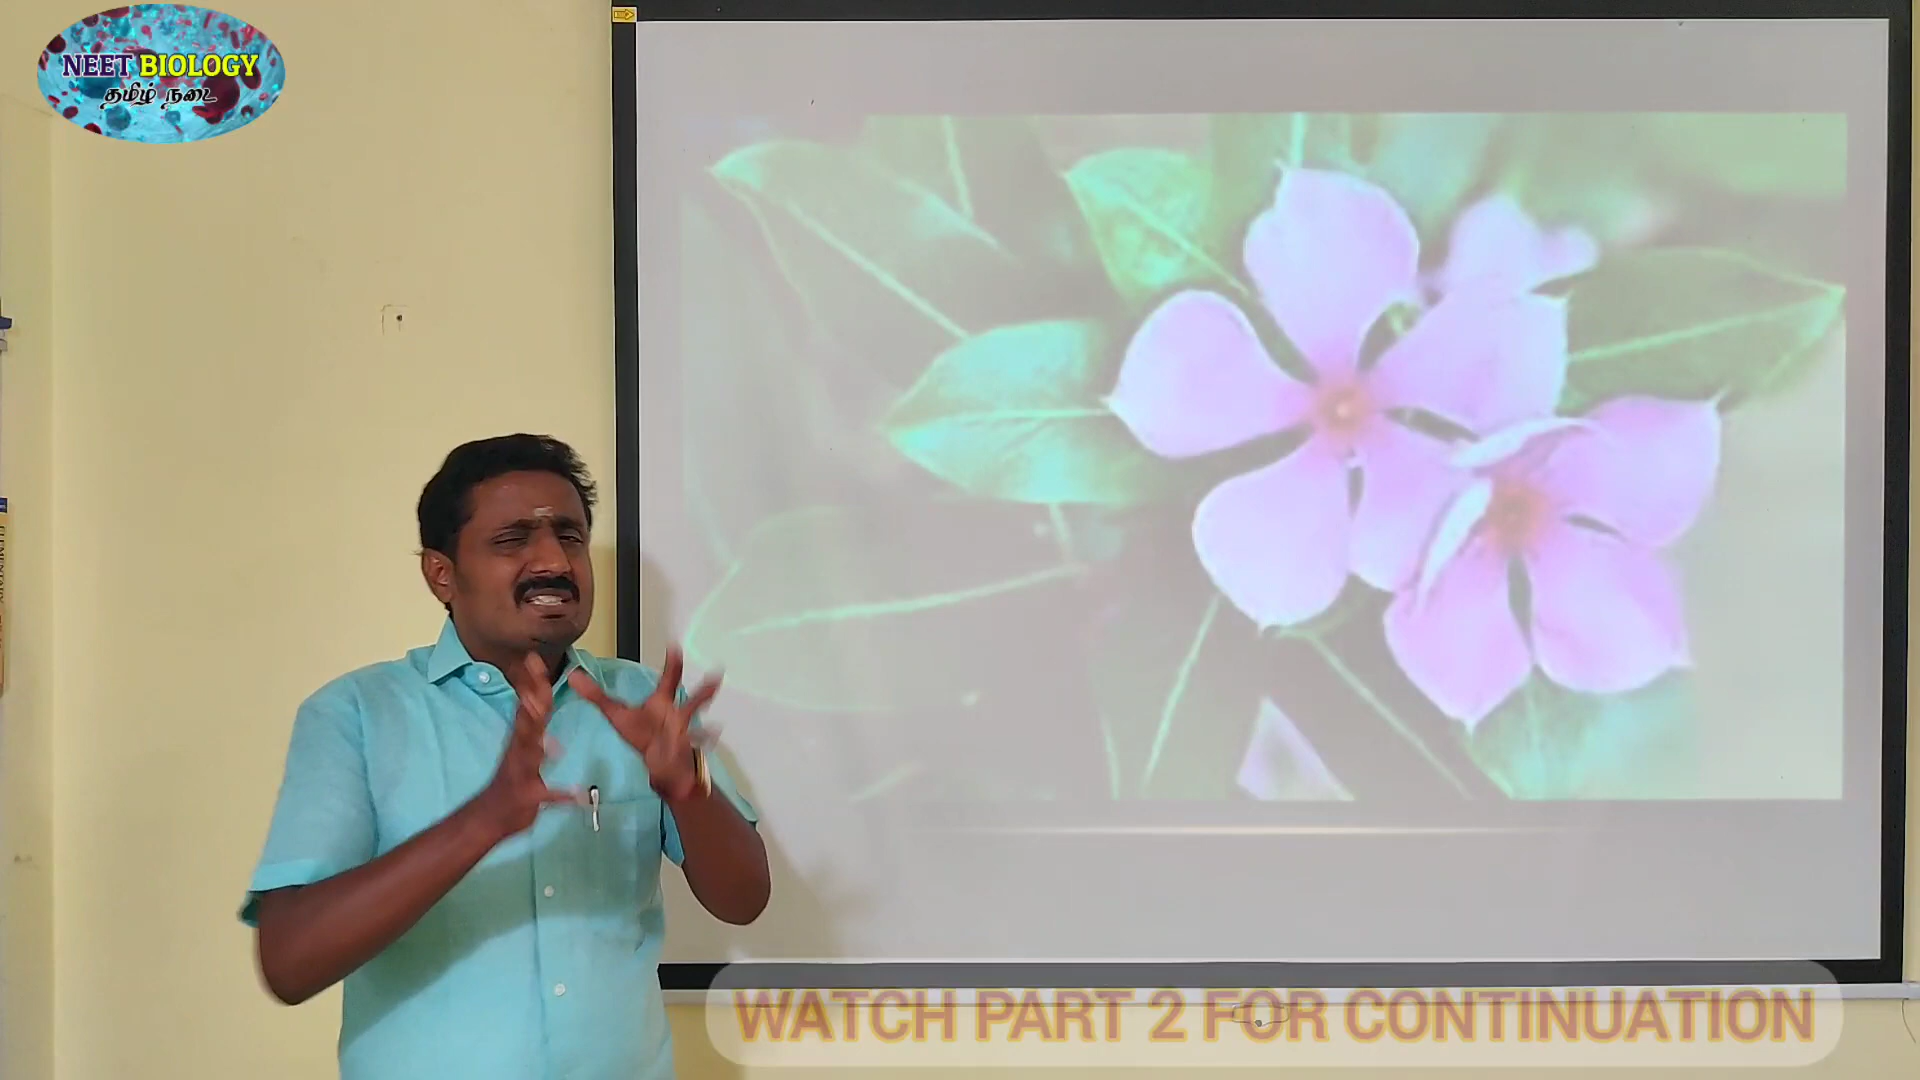 NEET BIOLOGY
தமிழ் நடை
WATCH PART 2 FOR CONTINUATION